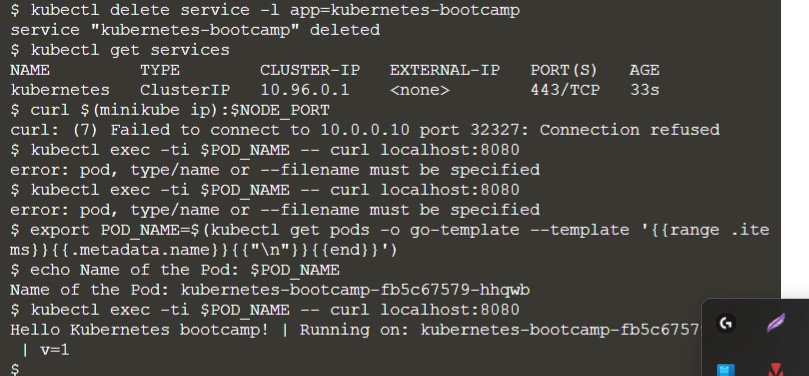 $ kubectl delete service -l app=kubernetes-bootcamp
service "kubernetes-bootcamp" deleted
$ kubectl get services
NAME TYPE CLUSTER-IP EXTERNAL-IP PORT(S) AGE
kubernetes ClusterIP 10.96.0.1 <none> 443/TCP 33s
$ curl $(minikube ip):$NODE_PORT
curl: (7) Failed to connect to 10.0.0.10 port 32327: Connection refused
$ kubectl exec -ti $POD_NAME -- curl localhost:8080
error: pod, type/name or --filename must be specified
$ kubectl exec -ti $POD_NAME -- curl localhost:8080
error: pod, type/name or --filename must be specified
$ export POD_NAME=$(kubectl get pods -o go-template --template '{{range .ite
ms}}{{.metadata.name}}{{"\n"}}{{end}}')
$ echo Name of the Pod: $POD_NAME
Name of the Pod: kubernetes-bootcamp-fb5c67579-hhqwb
$ kubectl exec -ti $POD_NAME -- curl localhost:8080
Hello Kubernetes bootcamp! | Running on: kubernetes-bootcamp-fb5c6757
| v=1
$